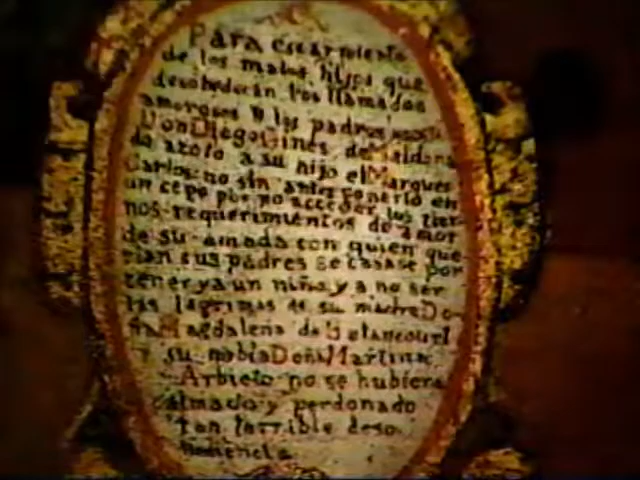 Para escarmiento
de los malos hijos que
desobedecen los llamados
amorosos de los padros
Don Diego Gines de Saldaña
de azoto a su hijo el Marques
Carlos: no sin antes ponerlo en
un cepo por no acceder los tier-
nos requerimientos de amor
de su amada con quien que-
rian sus padres se casase por
tener ya un niña y a no ser
las lagrimas de su madre Do-
ña Magdalena de Betancourt
y su nobia Doña Martina
Arbieto no se hubiera
calmado y perdonado
tan terrible deso
bediencia